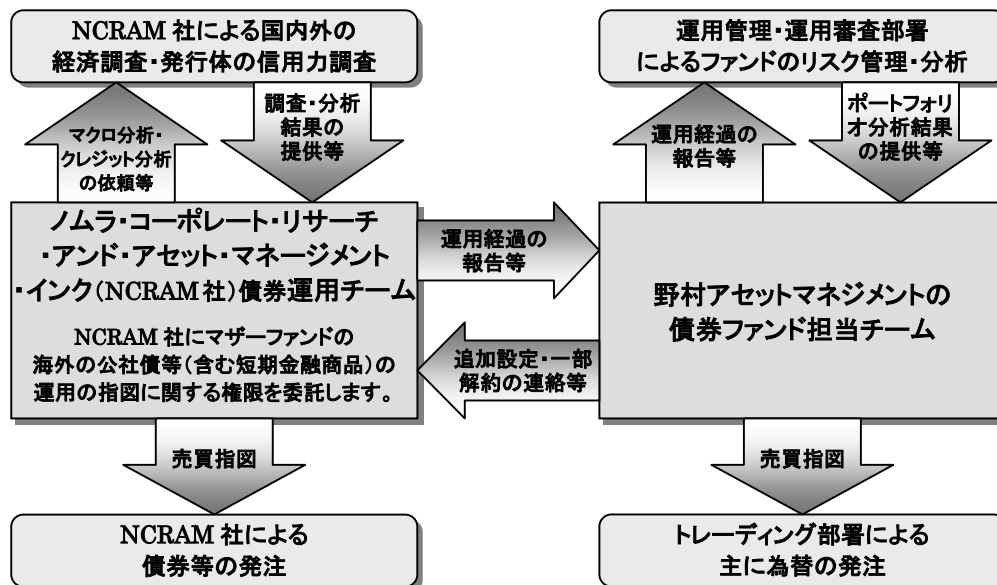 NCRAM 社による国内外の
経済調査・発行体の信用力調査
運用管理・運用審査部署
によるファンドのリスク管理・分析
マクロ分析・
クレジット分析
の依頼等
調査・分析
結果の
提供等
運用経過の
報告等
ポートフォリ
オ分析結果
の提供等
ノムラ・コーポレート・リサーチ
・アンド・アセット・マネージメント
・インク(NCRAM 社)債券運用チーム
NCRAM 社にマザーファンドの
海外の公社債等(含む短期金融商品)の
運用の指図に関する権限を委託します。
運用経過の
報告等
追加設定・一部
解約の連絡等
野村アセットマネジメントの
債券ファンド担当チーム
売買指図
売買指図
NCRAM 社による
債券等の発注
トレーディング部署による
主に為替の発注